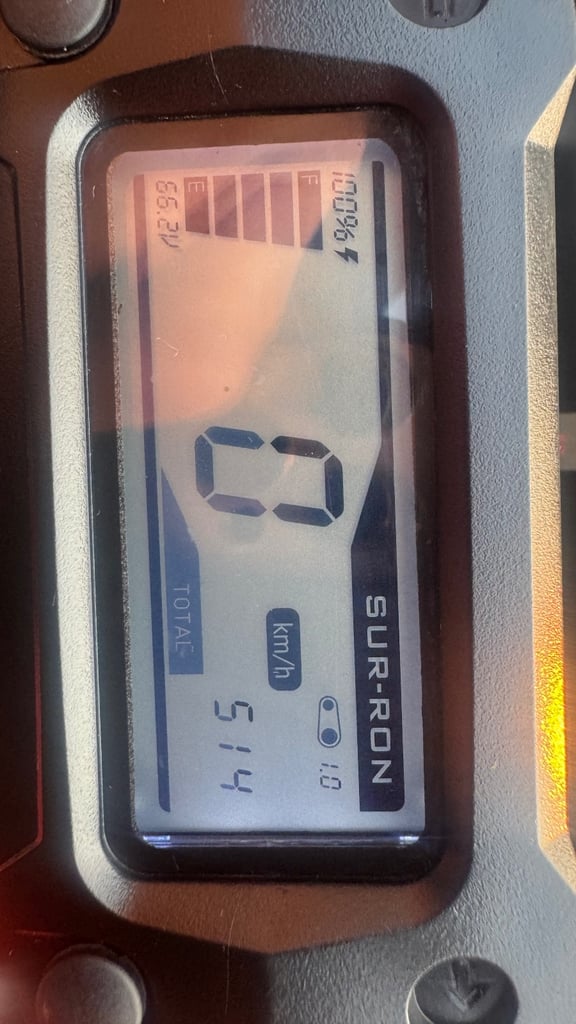 100%
SUR-RON
F
1.0
0
km/h
E
514
66.2V
TOTAL